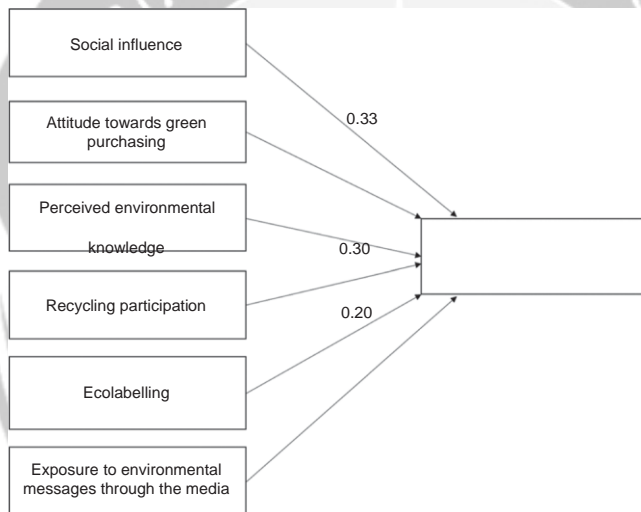 Social influence
0.33
Attitude towards green
purchasing
Perceived environmental
knowledge
0.30
Recycling participation
0.20
Ecolabelling
Exposure to environmental
messages through the media